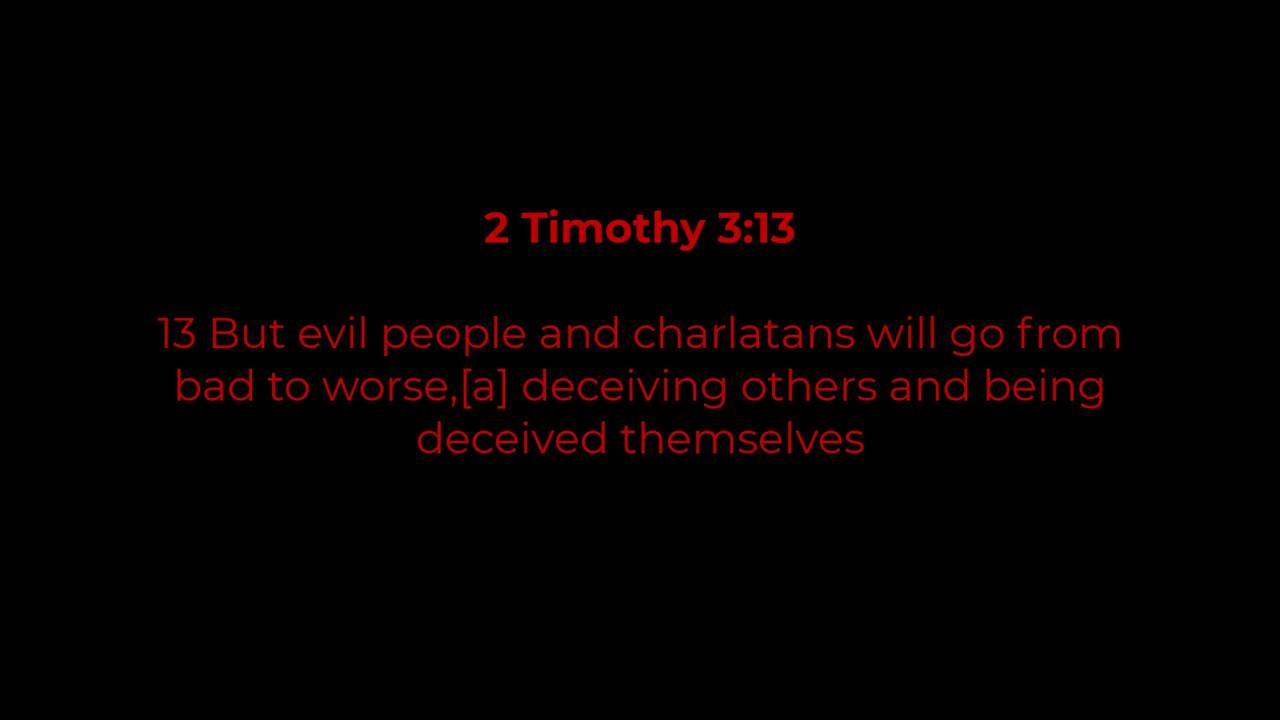 2 Timothy 3:13
13 But evil people and charlatans will go from
bad to worse,[a] deceiving others and being
deceived themselves